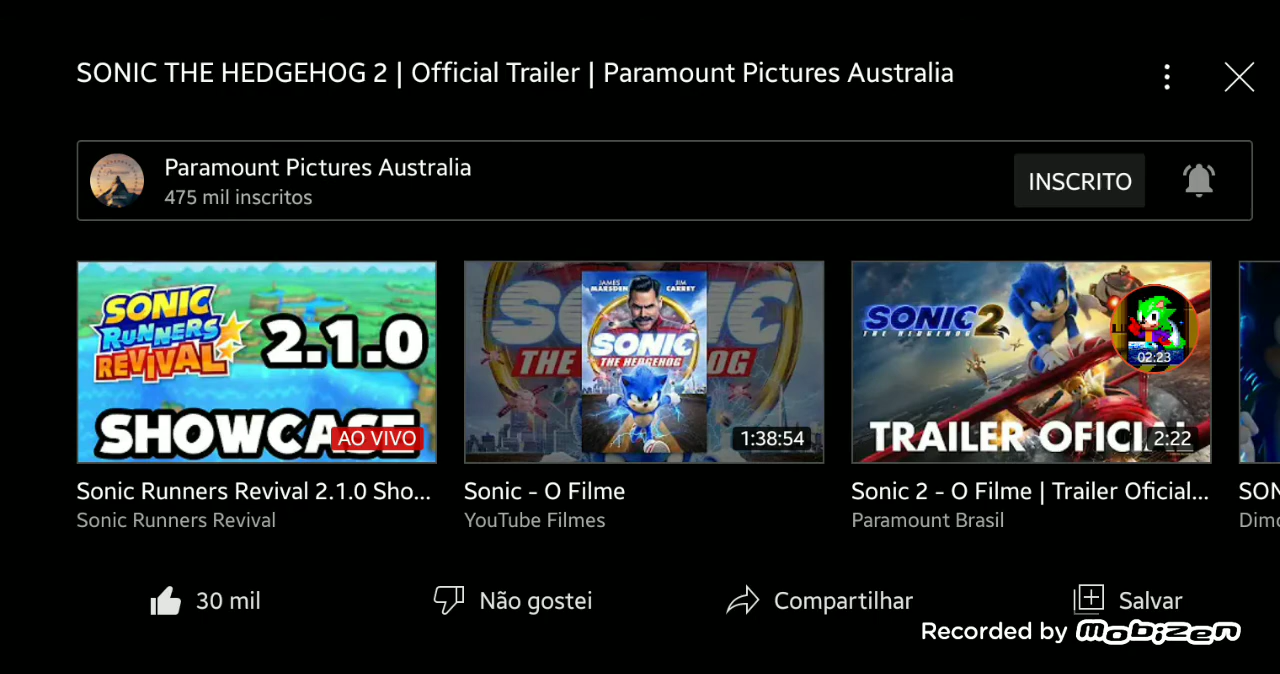 SONIC THE HEDGEHOG 2 | Official Trailer | Paramount Pictures Australia
Paramount Pictures Australia
475 mil inscritos
INSCRITO
SONIC
RUNNERS
REVIVAL
2.1.0
SHOWCASE
AO VIVO
JAMES MARSDEN
JIM CARREY
SONIC
THE HEDGEHOG
1:38:54
SONIC 2
THE HEDGEHOG
02:23
TRAILER OFICIAL
2:22
Sonic Runners Revival 2.1.0 Sho...
Sonic Runners Revival
Sonic - O Filme
YouTube Filmes
Sonic 2 - O Filme | Trailer Oficial...
Paramount Brasil
30 mil
Não gostei
Compartilhar
Salvar
Recorded by Mobizen